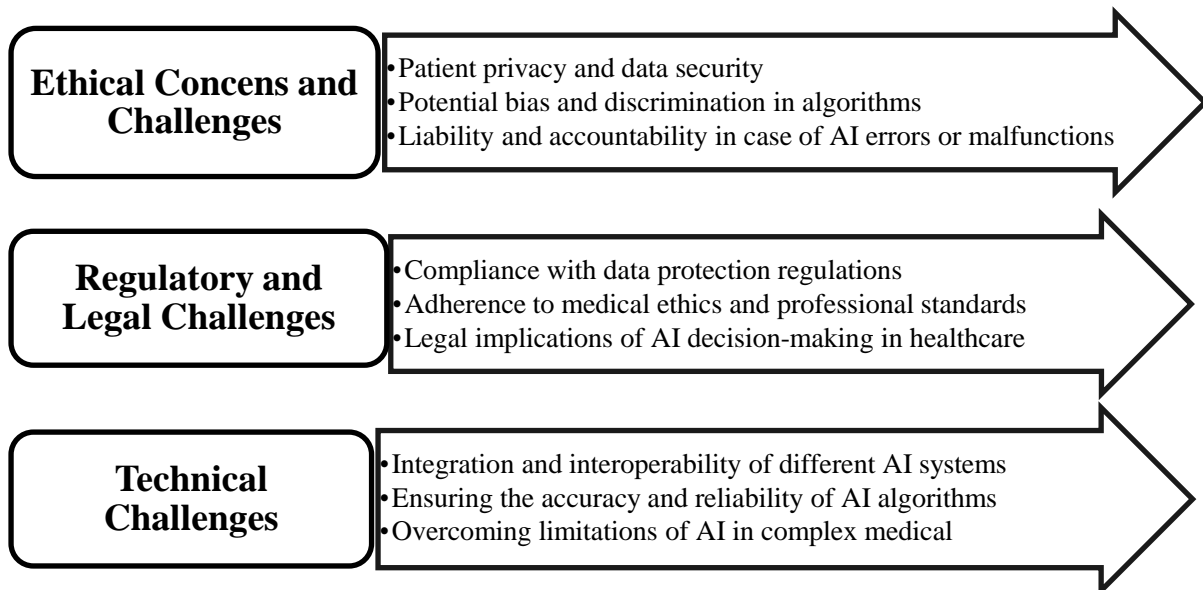 Ethical Concens and
Challenges
•Patient privacy and data security
•Potential bias and discrimination in algorithms
•Liability and accountability in case of AI errors or malfunctions
Regulatory and
Legal Challenges
•Compliance with data protection regulations
•Adherence to medical ethics and professional standards
•Legal implications of AI decision-making in healthcare
Technical
Challenges
•Integration and interoperability of different AI systems
•Ensuring the accuracy and reliability of AI algorithms
•Overcoming limitations of AI in complex medical